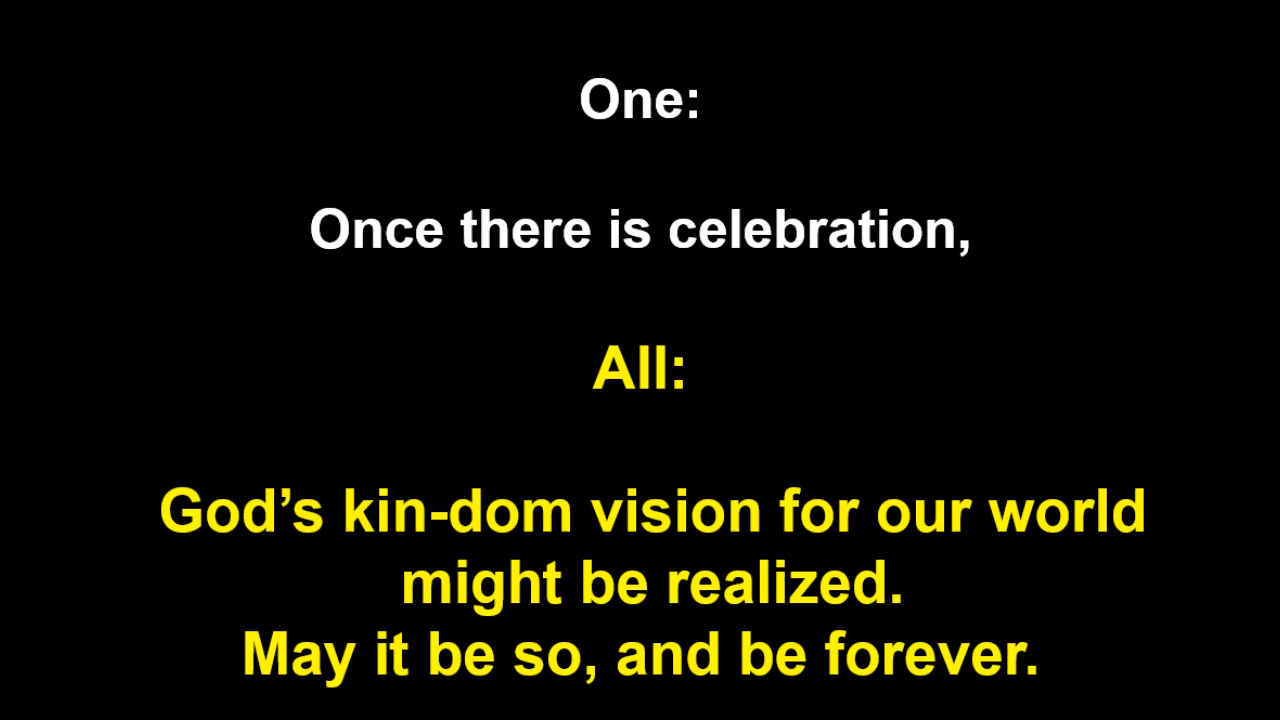 One:
Once there is celebration,
All:
God’s kin-dom vision for our world
might be realized.
May it be so, and be forever.